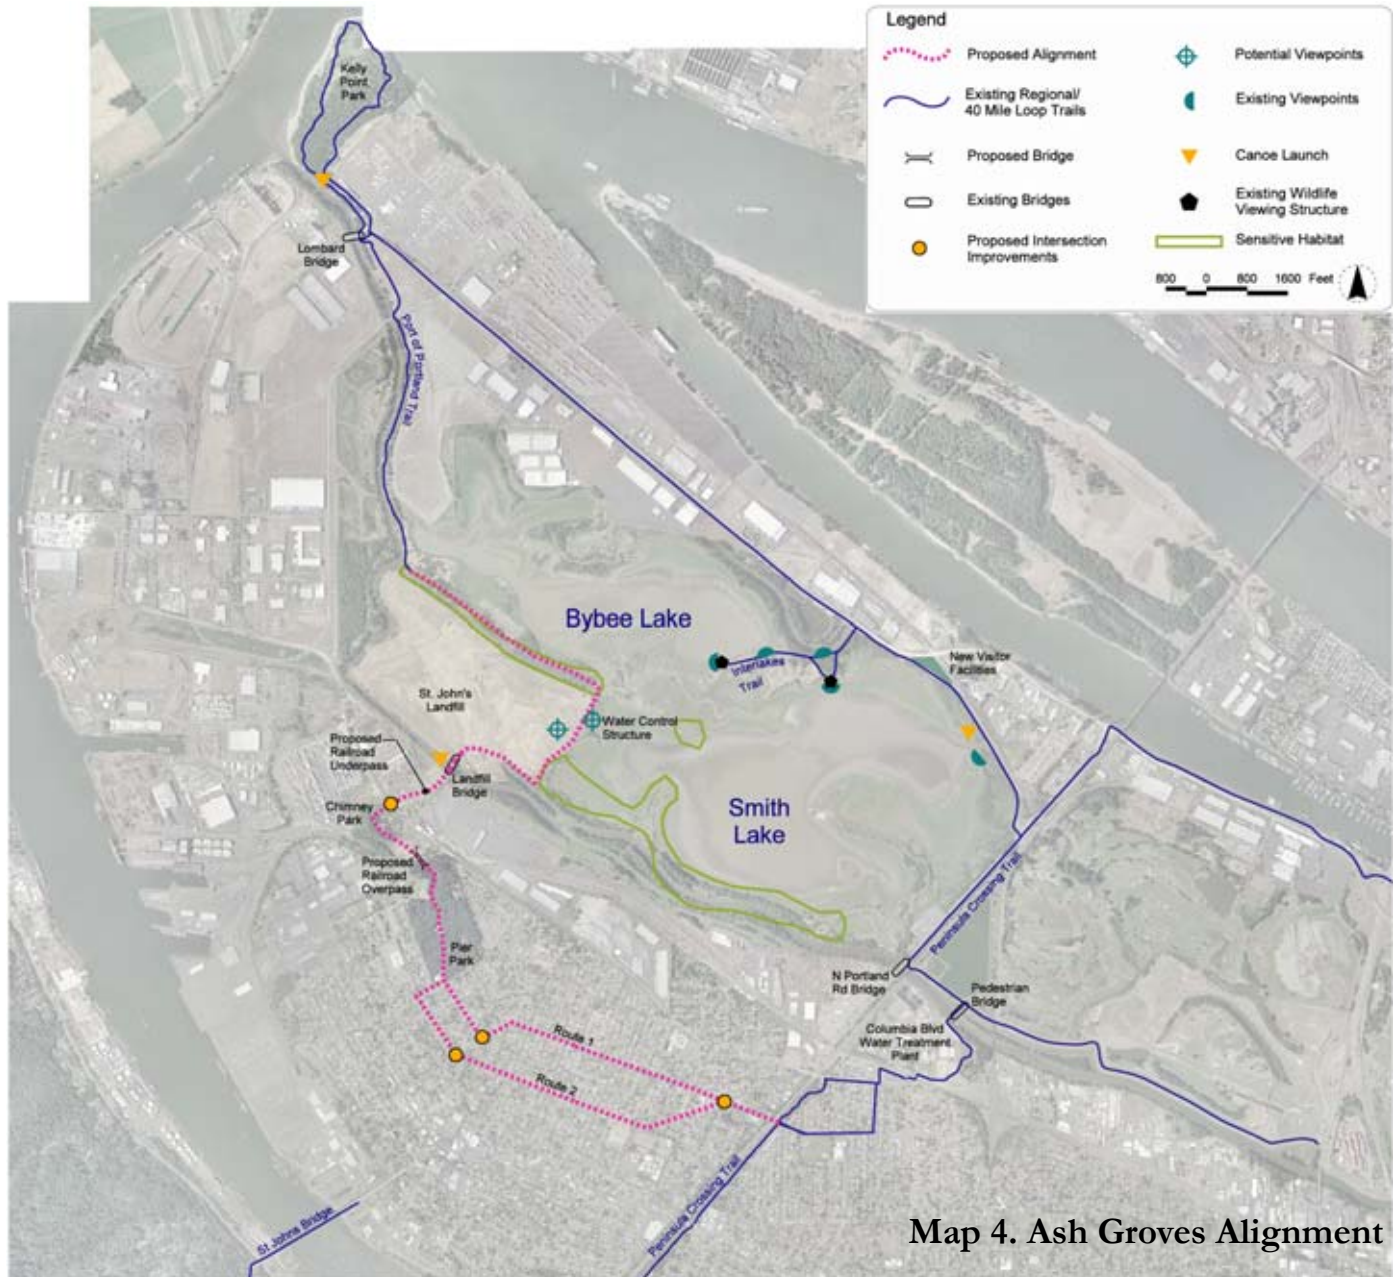 Legend
Proposed Alignment
Existing Regional/
40 Mile Loop Trails
Proposed Bridge
Existing Bridges
Proposed Intersection
Improvements
Potential Viewpoints
Existing Viewpoints
Canoe Launch
Existing Wildlife
Viewing Structure
Sensitive Habitat
800 0 800 1600 Feet
Kelly
Point
Park
Lombard
Bridge
Port of Portland Trail
Bybee Lake
Interlakes
Trail
New Visitor
Facilities
St. John's
Landfill
Water Control
Structure
Proposed
Railroad
Underpass
Landfill
Bridge
Chimney
Park
Smith
Lake
Proposed
Railroad
Overpass
Peninsula Crossing Trail
Pier
Park
N Portland
Rd Bridge
Pedestrian
Bridge
Columbia Blvd
Water Treatment
Plant
Route 1
Route 2
Peninsula Crossing Trail
St Johns Bridge
Map 4. Ash Groves Alignment